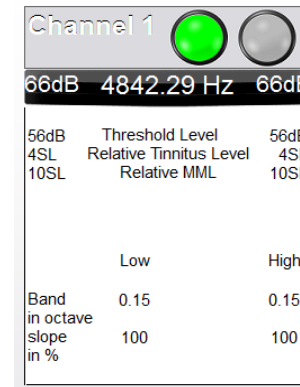 Channel 1
66dB 4842.29 Hz 66dB
56dB Threshold Level 56dB
4SL Relative Tinnitus Level 4SL
10SL Relative MML 10SL
Low High
Band 0.15 0.15
in octave
slope 100 100
in %